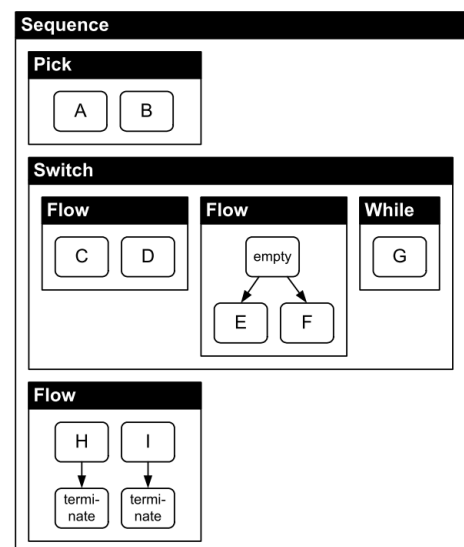 Sequence
Pick
A B
Switch
Flow Flow While
C D empty G
E F
Flow
H I
termi- termi-
nate nate